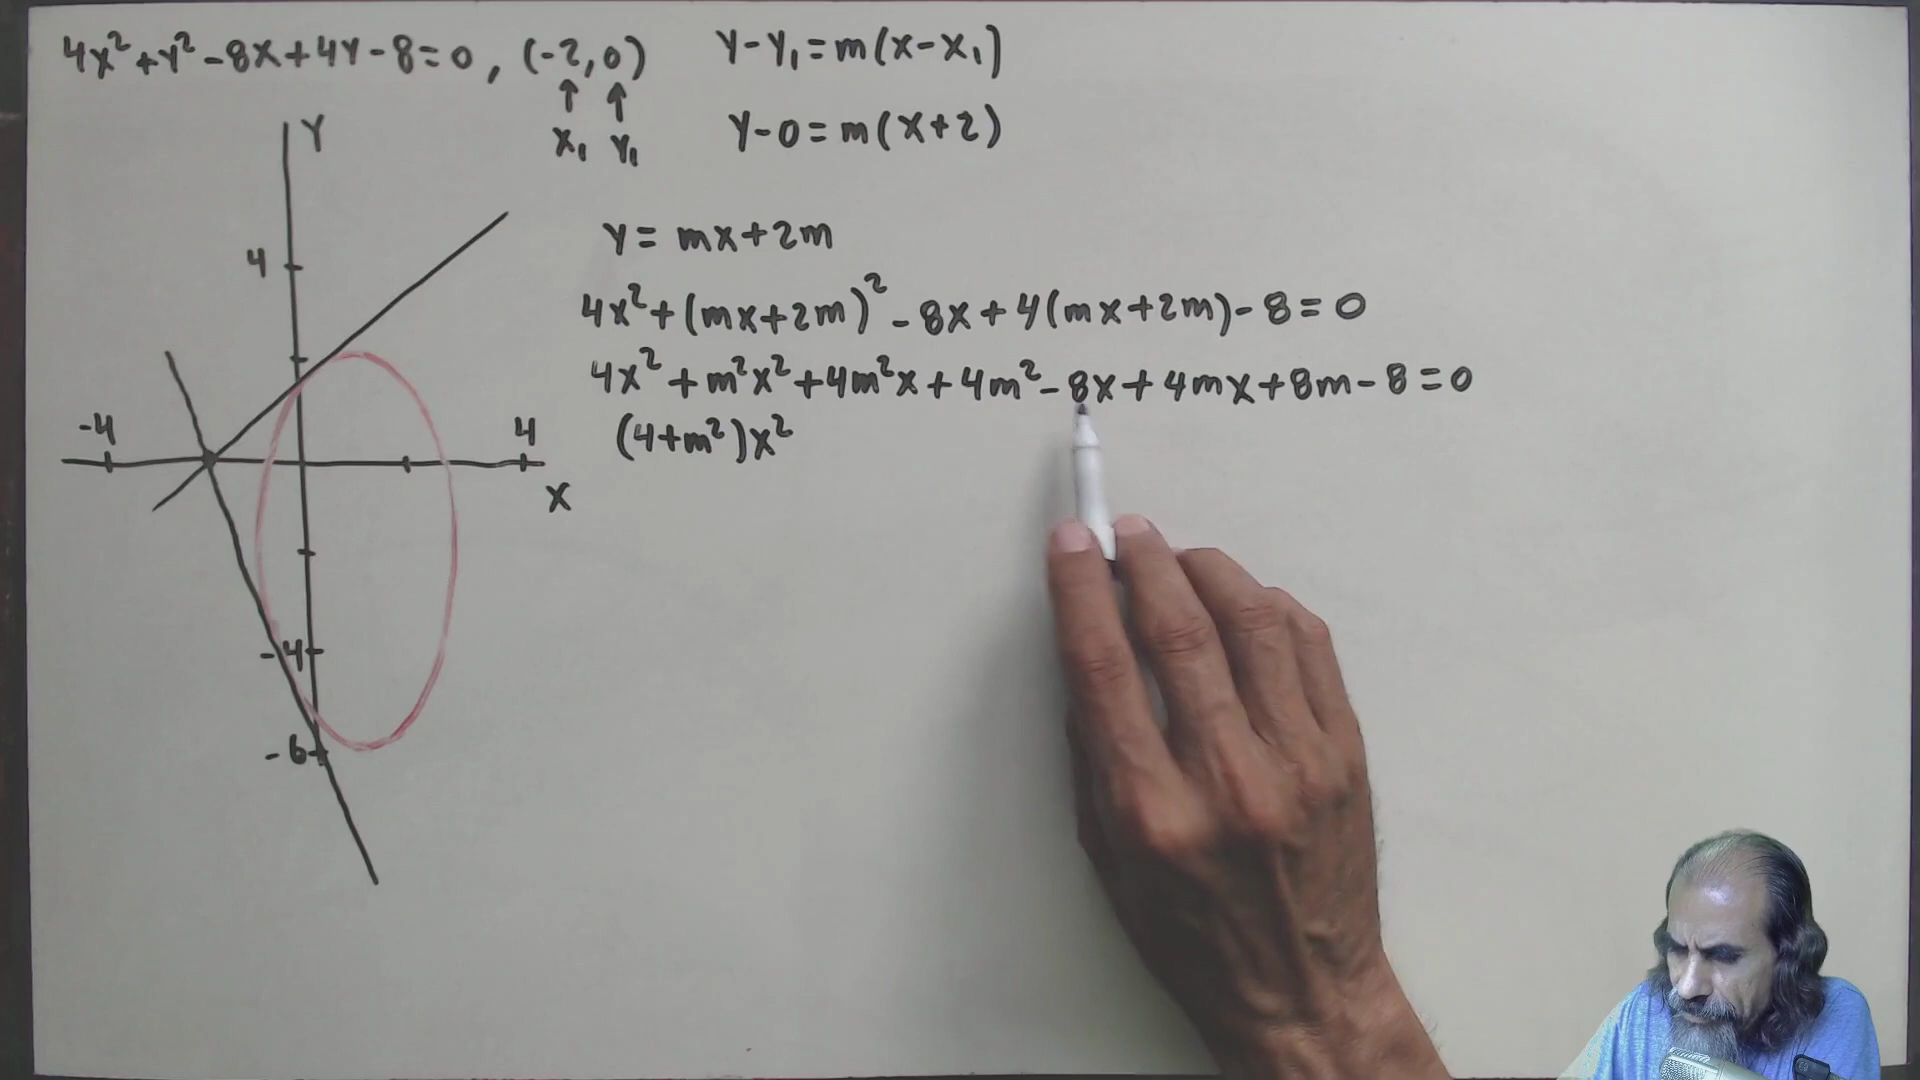 4x²+y²-8x+4y-8=0, (-2,0)
↑ ↑
x₁ y₁
y-y₁=m(x-x₁)
y-0=m(x+2)
y=mx+2m
4x²+(mx+2m)²-8x+4(mx+2m)-8=0
4x²+m²x²+4m²x+4m²-8x+4mx+8m-8=0
(4+m²)x²
Y
4
-4
4
X
-4
-6